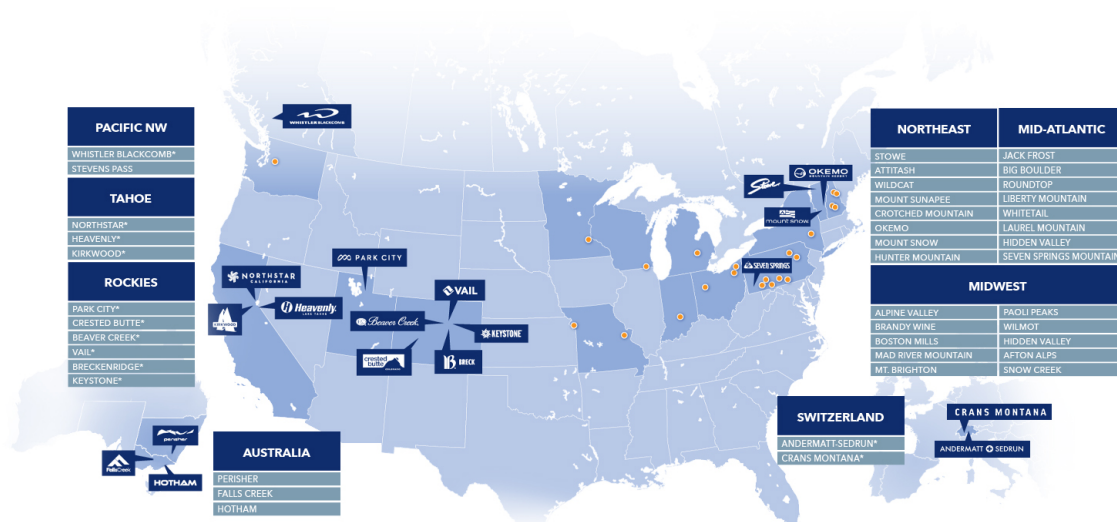 PACIFIC NW
WHISTLER BLACKCOMB*
STEVENS PASS
TAHOE
NORTHSTAR*
HEAVENLY*
KIRKWOOD*
ROCKIES
PARK CITY*
CRESTED BUTTE*
BEAVER CREEK*
VAIL*
BRECKENRIDGE*
KEYSTONE*
WHISTLER BLACKCOMB
NORTHSTAR
CALIFORNIA
Heavenly
LAKE TAHOE
PARK CITY
VAIL
Beaver Creek
KEYSTONE
crested
butte
BRECK
Stowe
OKEMO
MOUNTAIN RESORT
mount snow
SEVEN SPRINGS
NORTHEAST
STOWE
ATTITASH
WILDCAT
MOUNT SUNAPEE
CROTCHED MOUNTAIN
OKEMO
MOUNT SNOW
HUNTER MOUNTAIN
MID-ATLANTIC
JACK FROST
BIG BOULDER
ROUNDTOP
LIBERTY MOUNTAIN
WHITETAIL
LAUREL MOUNTAIN
HIDDEN VALLEY
SEVEN SPRINGS MOUNTAIN
MIDWEST
ALPINE VALLEY
BRANDY WINE
BOSTON MILLS
MAD RIVER MOUNTAIN
MT. BRIGHTON
PAOLI PEAKS
WILMOT
HIDDEN VALLEY
AFTON ALPS
SNOW CREEK
perisher
FallsCreek
HOTHAM
AUSTRALIA
PERISHER
FALLS CREEK
HOTHAM
SWITZERLAND
ANDERMATT-SEDRUN*
CRANS MONTANA*
CRANS MONTANA
ANDERMATT SEDRUN